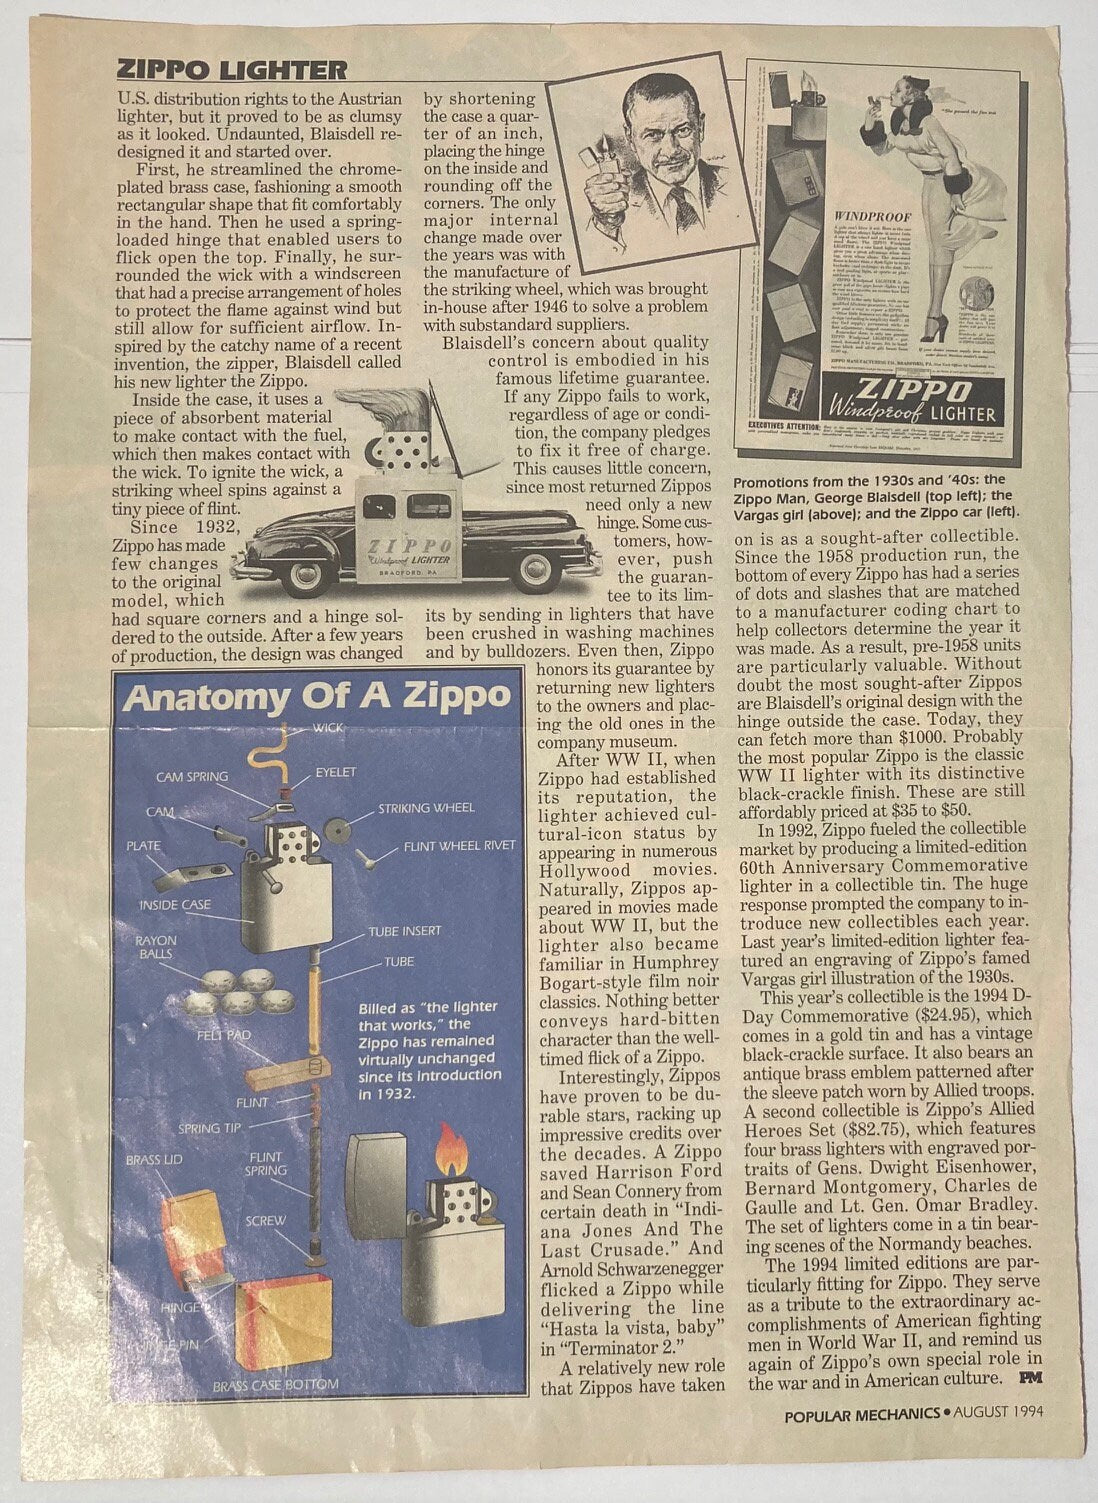 ZIPPO LIGHTER
U.S. distribution rights to the Austrian
lighter, but it proved to be as clumsy
as it looked. Undaunted, Blaisdell re-
designed it and started over.
First, he streamlined the chrome-
plated brass case, fashioning a smooth
rectangular shape that fit comfortably
in the hand. Then he used a spring-
loaded hinge that enabled users to
flick open the top. Finally, he sur-
rounded the wick with a windscreen
that had a precise arrangement of holes
to protect the flame against wind but
still allow for sufficient airflow. In-
spired by the catchy name of a recent
invention, the zipper, Blaisdell called
his new lighter the Zippo.
Inside the case, it uses a
piece of absorbent material
to make contact with the fuel,
which then makes contact with
the wick. To ignite the wick, a
striking wheel spins against a
tiny piece of flint.
Since 1932,
Zippo has made
few changes
to the original
model, which
had square corners and a hinge sol-
dered to the outside. After a few years
of production, the design was changed
by shortening
the case a quar-
ter of an inch,
placing the hinge
on the inside and
rounding off the
corners. The only
major internal
change made over
the years was with
the manufacture of
the striking wheel, which was brought
in-house after 1946 to solve a problem
with substandard suppliers.
Blaisdell's concern about quality
control is embodied in his
famous lifetime guarantee.
If any Zippo fails to work,
regardless of age or condi-
tion, the company pledges
to fix it free of charge.
This causes little concern,
since most returned Zippos
need only a new
hinge. Some cus-
tomers, how-
ever, push
the guaran-
tee to its lim-
its by sending in lighters that have
been crushed in washing machines
and by bulldozers. Even then, Zippo
honors its guarantee by
returning new lighters
to the owners and plac-
ing the old ones in the
company museum.
After WW II, when
Zippo had established
its reputation, the
lighter achieved cul-
tural-icon status by
appearing in numerous
Hollywood movies.
Naturally, Zippos ap-
peared in movies made
about WW II, but the
lighter also became
familiar in Humphrey
Bogart-style film noir
classics. Nothing better
conveys hard-bitten
character than the well-
timed flick of a Zippo.
Interestingly, Zippos
have proven to be du-
rable stars, racking up
impressive credits over
the decades. A Zippo
saved Harrison Ford
and Sean Connery from
certain death in "Indi-
ana Jones And The
Last Crusade." And
Arnold Schwarzenegger
flicked a Zippo while
delivering the line
"Hasta la vista, baby"
in "Terminator 2."
A relatively new role
that Zippos have taken
ZIPPO
Windproof LIGHTER
BRADFORD, PA.
WINDPROOF
ZIPPO MANUFACTURING CO., BRADFORD, PA.
ZIPPO
Windproof LIGHTER
EXECUTIVES ATTENTION:
Promotions from the 1930s and '40s: the
Zippo Man, George Blaisdell (top left); the
Vargas girl (above); and the Zippo car (left).
on is as a sought-after collectible.
Since the 1958 production run, the
bottom of every Zippo has had a series
of dots and slashes that are matched
to a manufacturer coding chart to
help collectors determine the year it
was made. As a result, pre-1958 units
are particularly valuable. Without
doubt the most sought-after Zippos
are Blaisdell's original design with the
hinge outside the case. Today, they
can fetch more than $1000. Probably
the most popular Zippo is the classic
WW II lighter with its distinctive
black-crackle finish. These are still
affordably priced at $35 to $50.
In 1992, Zippo fueled the collectible
market by producing a limited-edition
60th Anniversary Commemorative
lighter in a collectible tin. The huge
response prompted the company to in-
troduce new collectibles each year.
Last year's limited-edition lighter fea-
tured an engraving of Zippo's famed
Vargas girl illustration of the 1930s.
This year's collectible is the 1994 D-
Day Commemorative ($24.95), which
comes in a gold tin and has a vintage
black-crackle surface. It also bears an
antique brass emblem patterned after
the sleeve patch worn by Allied troops.
A second collectible is Zippo's Allied
Heroes Set ($82.75), which features
four brass lighters with engraved por-
traits of Gens. Dwight Eisenhower,
Bernard Montgomery, Charles de
Gaulle and Lt. Gen. Omar Bradley.
The set of lighters come in a tin bear-
ing scenes of the Normandy beaches.
The 1994 limited editions are par-
ticularly fitting for Zippo. They serve
as a tribute to the extraordinary ac-
complishments of American fighting
men in World War II, and remind us
again of Zippo's own special role in
the war and in American culture. PM
Anatomy Of A Zippo
WICK
CAM SPRING
EYELET
CAM
STRIKING WHEEL
PLATE
FLINT WHEEL RIVET
INSIDE CASE
TUBE INSERT
RAYON
BALLS
TUBE
Billed as "the lighter
that works," the
Zippo has remained
virtually unchanged
since its introduction
in 1932.
FELT PAD
FLINT
SPRING TIP
BRASS LID
FLINT
SPRING
SCREW
HINGE
PIN
BRASS CASE BOTTOM
POPULAR MECHANICS • AUGUST 1994